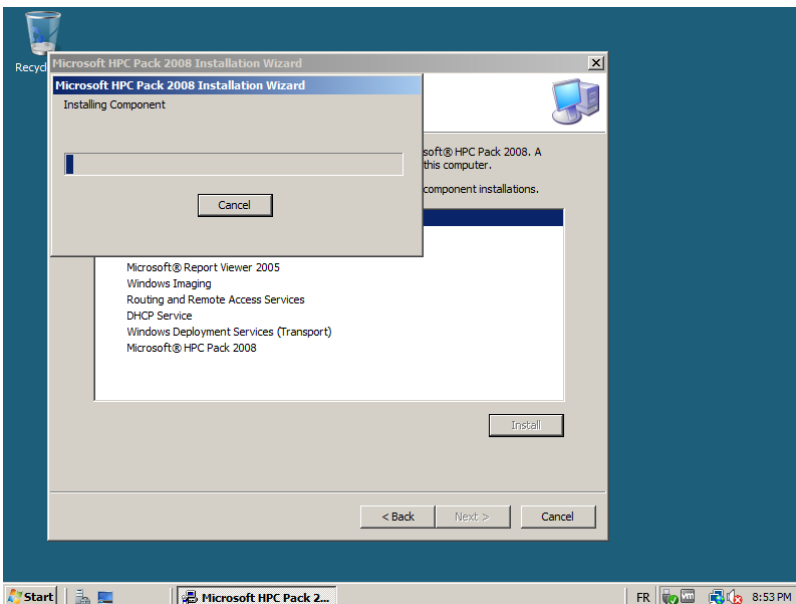 Recycl
Microsoft HPC Pack 2008 Installation Wizard
Microsoft HPC Pack 2008 Installation Wizard
Installing Component
Cancel
soft® HPC Pack 2008. A
this computer.
component installations.
Microsoft® Report Viewer 2005
Windows Imaging
Routing and Remote Access Services
DHCP Service
Windows Deployment Services (Transport)
Microsoft® HPC Pack 2008
Install
< Back Next > Cancel
Start Microsoft HPC Pack 2... FR 8:53 PM